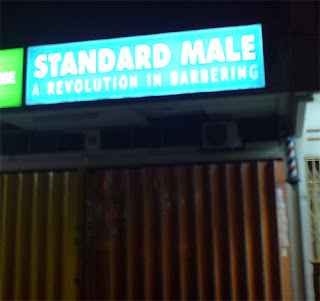 STANDARD MALE
A REVOLUTION IN BARBERING